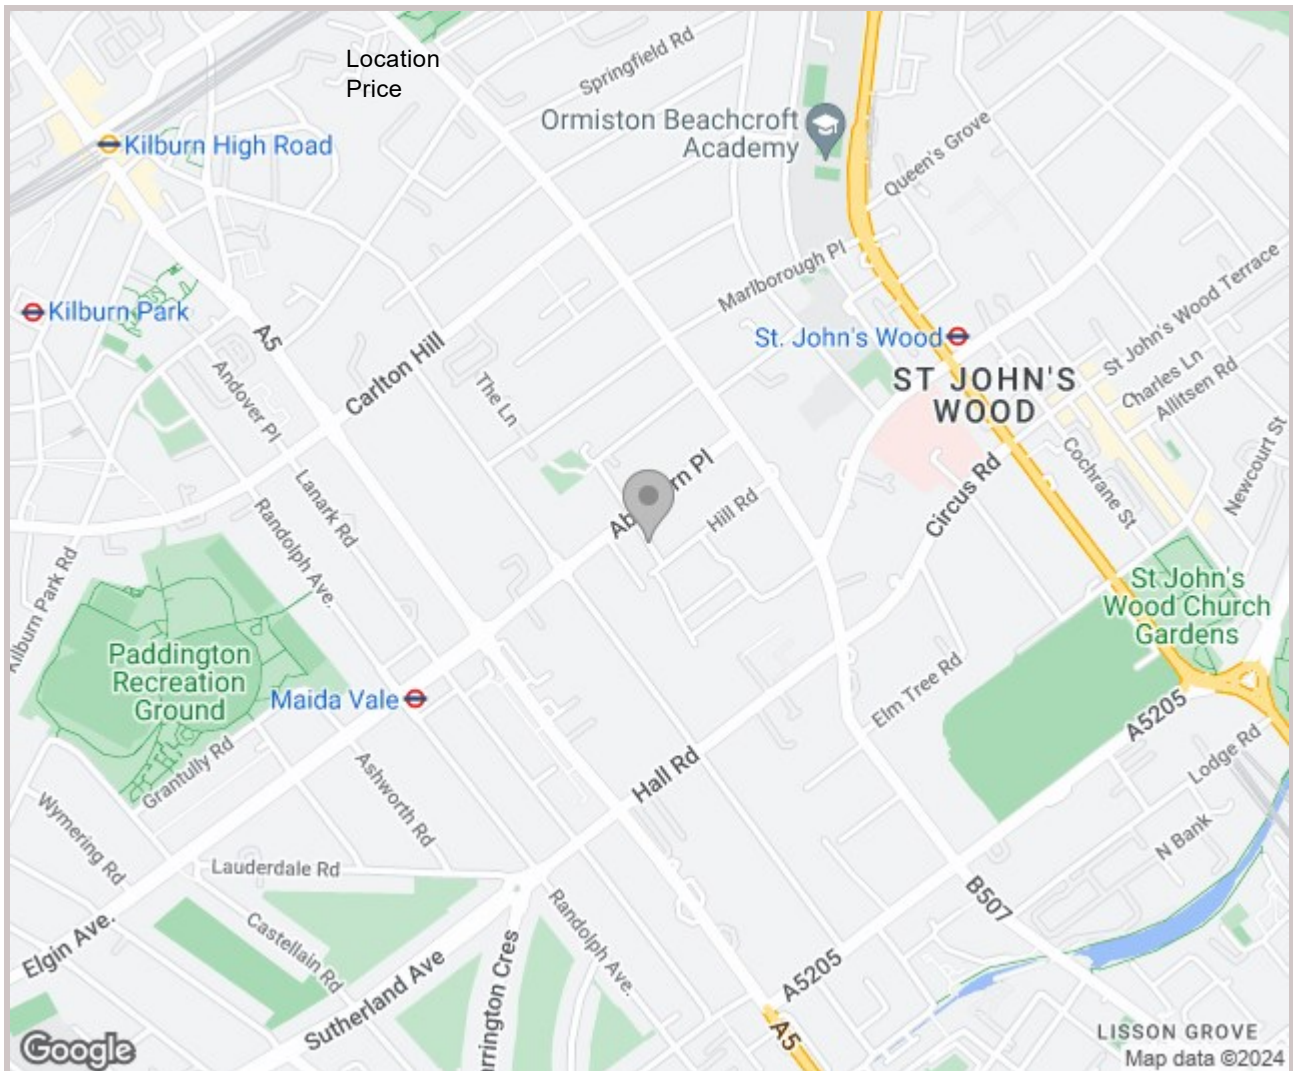 Location
Price
Springfield Rd
Ormiston Beachcroft
Academy
Queen's Grove
Kilburn High Road
Marlborough Pl
St John's Wood Terrace
Kilburn Park
A5
St. John's Wood
ST JOHN'S
WOOD
Charles Ln
Allitsen Rd
Carlton Hill
The Ln
Andover Pl
Cochrane St
Newcourt St
Lanark Rd
Circus Rd
Hill Rd
Randolph Ave.
Kilburn Park Rd
St John's
Wood Church
Gardens
Paddington
Recreation
Ground
Maida Vale
Elm Tree Rd
A5205
Lodge Rd
Grantully Rd
Hall Rd
Ashworth Rd
Wymering Rd
N Bank
Lauderdale Rd
B507
Randolph Ave.
Elgin Ave.
Castellain Rd
Sutherland Ave
A5205
A5
LISSON GROVE
Google
Map data ©2024